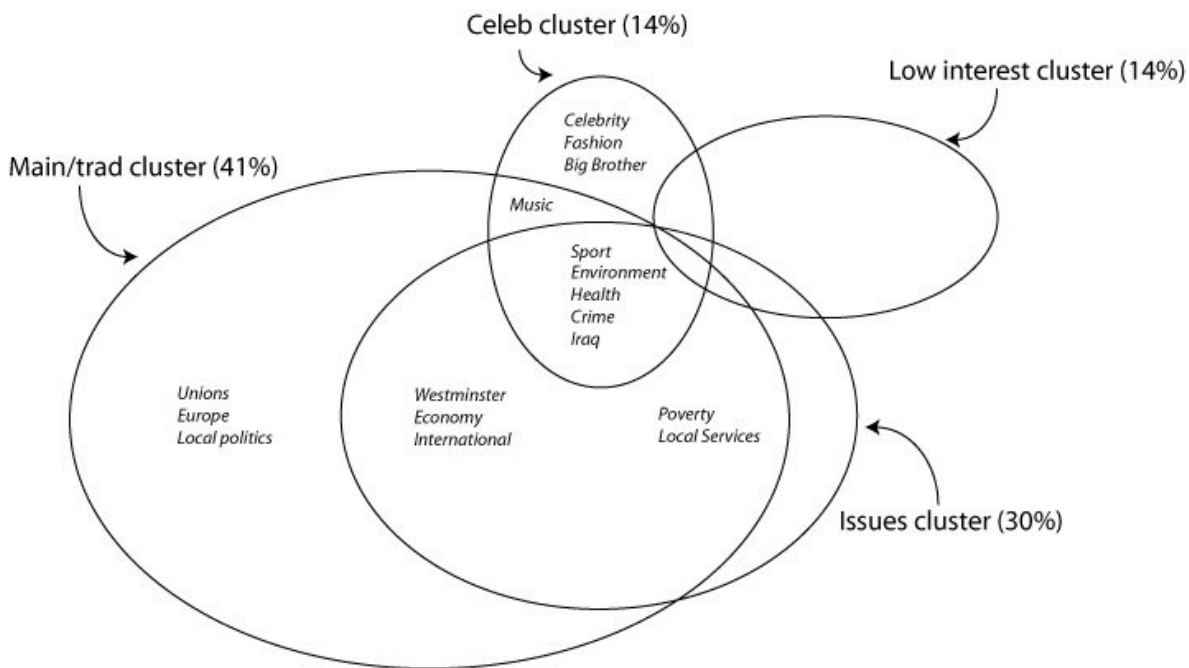 Celeb cluster (14%)
Low interest cluster (14%)
Main/trad cluster (41%)
Celebrity
Fashion
Big Brother
Music
Sport
Environment
Health
Crime
Iraq
Unions
Europe
Local politics
Westminster
Economy
International
Poverty
Local Services
Issues cluster (30%)